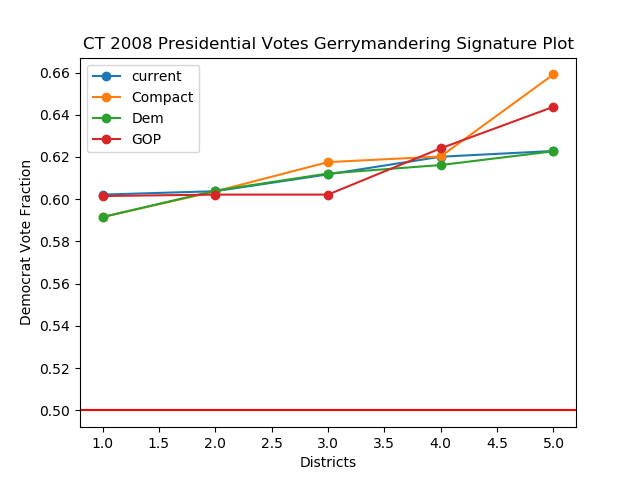 CT 2008 Presidential Votes Gerrymandering Signature Plot
current
Compact
Dem
GOP
Democrat Vote Fraction
0.66
0.64
0.62
0.60
0.58
0.56
0.54
0.52
0.50
1.0 1.5 2.0 2.5 3.0 3.5 4.0 4.5 5.0
Districts